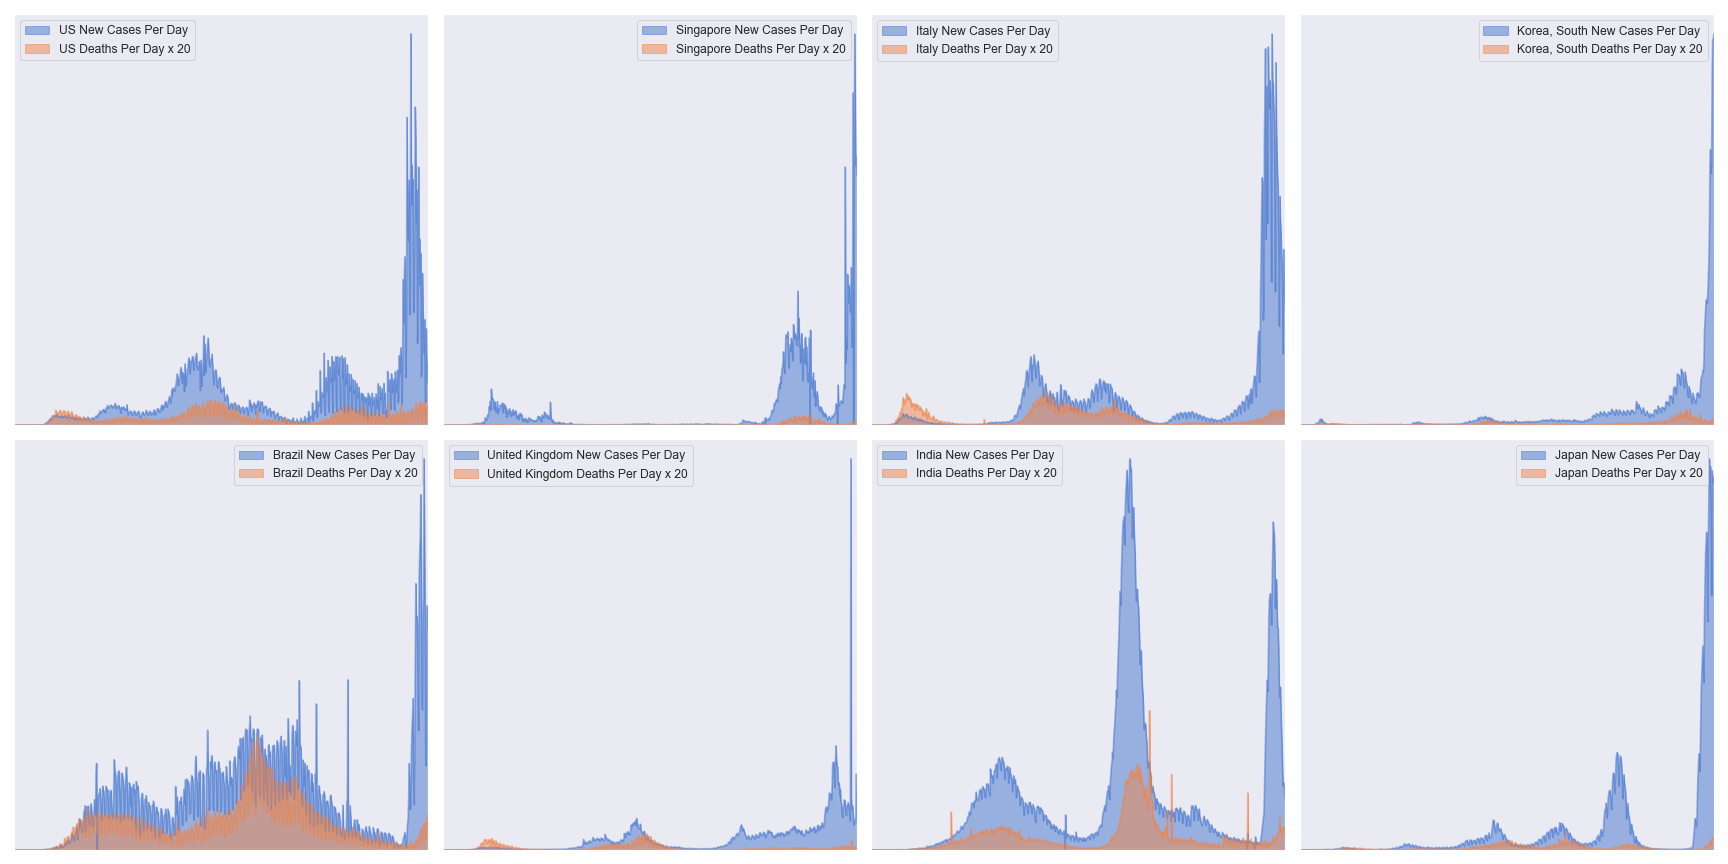 US New Cases Per Day
US Deaths Per Day x 20
Singapore New Cases Per Day
Singapore Deaths Per Day x 20
Italy New Cases Per Day
Italy Deaths Per Day x 20
Korea, South New Cases Per Day
Korea, South Deaths Per Day x 20
Brazil New Cases Per Day
Brazil Deaths Per Day x 20
United Kingdom New Cases Per Day
United Kingdom Deaths Per Day x 20
India New Cases Per Day
India Deaths Per Day x 20
Japan New Cases Per Day
Japan Deaths Per Day x 20